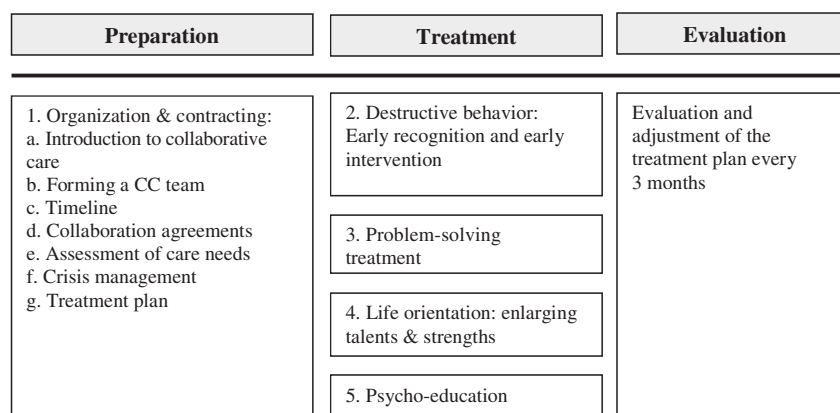 Preparation
Treatment
Evaluation
1. Organization & contracting:
a. Introduction to collaborative
care
b. Forming a CC team
c. Timeline
d. Collaboration agreements
e. Assessment of care needs
f. Crisis management
g. Treatment plan
2. Destructive behavior:
Early recognition and early
intervention
3. Problem-solving
treatment
4. Life orientation: enlarging
talents & strengths
5. Psycho-education
Evaluation and
adjustment of the
treatment plan every
3 months